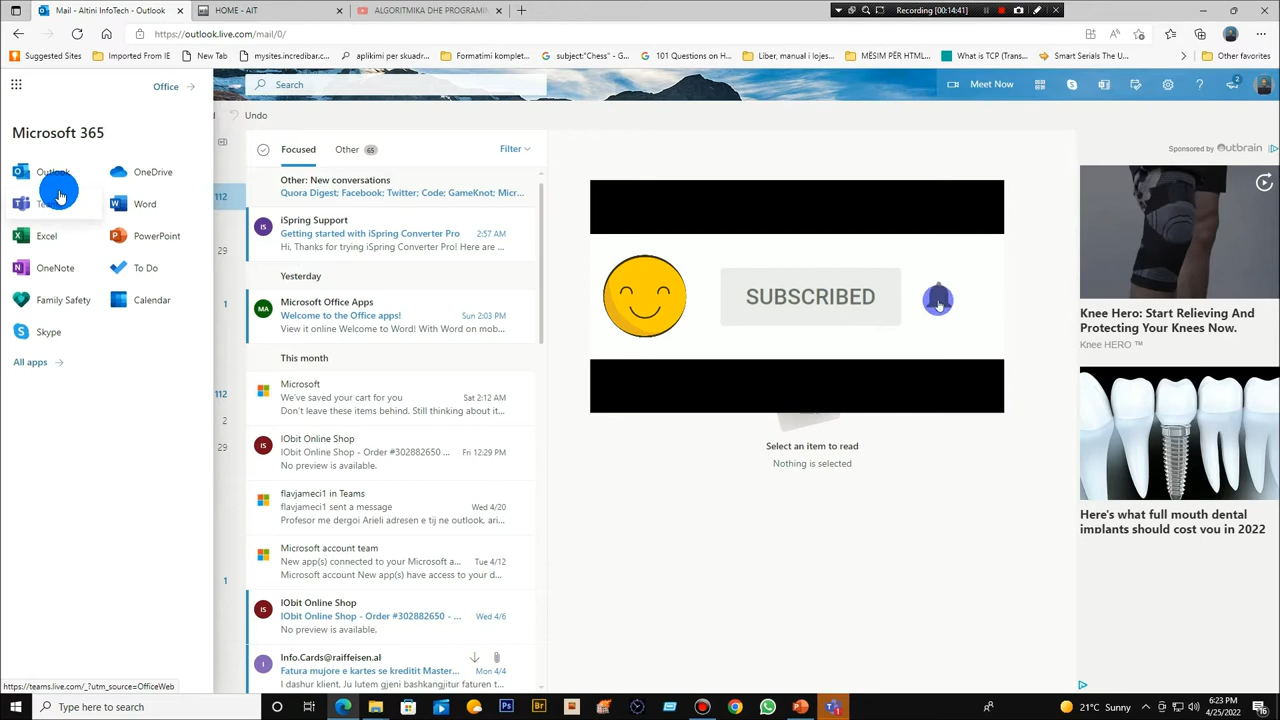 Mail - Altini InfoTech - Outlook
HOME - AIT
ALGORITMIKA DHE PROGRAMIN
Recording [00:14:41]
https://outlook.live.com/mail/0/
Suggested Sites
Imported From IE
New Tab
mysites.incredibar.c...
aplikimi per skuadr...
Formatimi komplet...
subject:"Chess" - G...
101 Questions on H...
Liber, manual i lojes...
MËSIM PËR HTML...
What is TCP (Trans...
Smart Serials The U...
Other favorites
Office
Search
Meet Now
2
Undo
Microsoft 365
Outlook
OneDrive
Word
Excel
PowerPoint
OneNote
To Do
Family Safety
Calendar
Skype
All apps
112
29
1
112
2
29
1
Focused
Other 65
Filter
Other: New conversations
Quora Digest; Facebook; Twitter; Code; GameKnot; Micr...
IS
iSpring Support
Getting started with iSpring Converter Pro! 2:57 AM
Hi, Thanks for trying iSpring Converter Pro! Here are ...
Yesterday
MA
Microsoft Office Apps
Welcome to the Office apps! Sun 2:03 PM
View it online Welcome to Word! With Word on mob...
This month
Microsoft
We've saved your cart for you Sat 2:12 AM
Don't leave these items behind. Still thinking about it...
IS
IObit Online Shop
IObit Online Shop - Order #302882650 ... Fri 12:29 PM
No preview is available.
flavjameci1 in Teams
flavjameci1 sent a message Wed 4/20
Profesor me dergoi Arieli adresen e tij ne outlook. ari...
Microsoft account team
New app(s) connected to your Microsoft a... Tue 4/12
Microsoft account New app(s) have access to your d...
IS
IObit Online Shop
IObit Online Shop - Order #302882650 - ... Wed 4/6
No preview is available.
I
Info.Cards@raiffeisen.al
Fatura mujore e kartes se kreditit Master... Mon 4/4
I dashur klient, Ju lutem gjeni bashkangjitur faturen t...
SUBSCRIBED
Select an item to read
Nothing is selected
Sponsored by Outbrain
Knee Hero: Start Relieving And
Protecting Your Knees Now.
Knee HERO ™
Here's what full mouth dental
implants should cost you in 2022
https://teams.live.com/_?utm_source=OfficeWeb
Type here to search
21°C Sunny
6:23 PM
4/25/2022